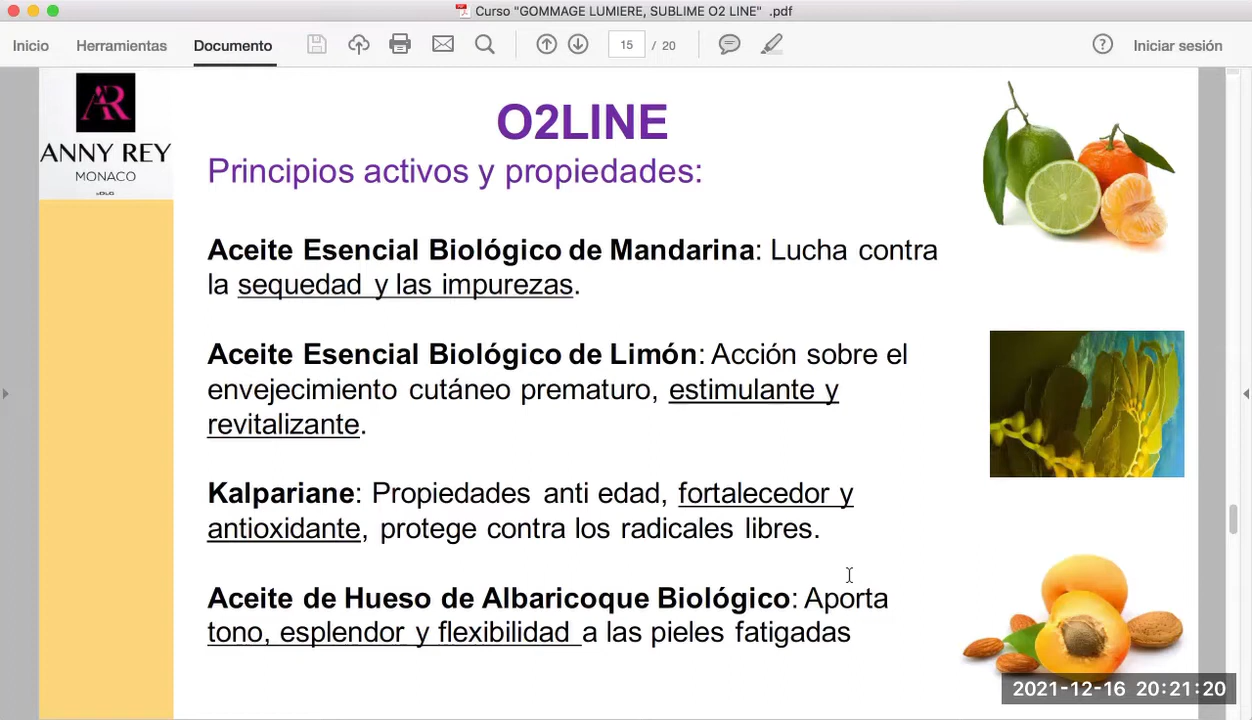 Curso "GOMMAGE LUMIERE, SUBLIME O2 LINE" .pdf
Inicio Herramientas Documento 15 / 20 Iniciar sesión
AR
ANNY REY
MONACO
O2LINE
Principios activos y propiedades:
Aceite Esencial Biológico de Mandarina: Lucha contra
la sequedad y las impurezas.
Aceite Esencial Biológico de Limón: Acción sobre el
envejecimiento cutáneo prematuro, estimulante y
revitalizante.
Kalpariane: Propiedades anti edad, fortalecedor y
antioxidante, protege contra los radicales libres.
Aceite de Hueso de Albaricoque Biológico: Aporta
tono, esplendor y flexibilidad a las pieles fatigadas
2021-12-16 20:21:20